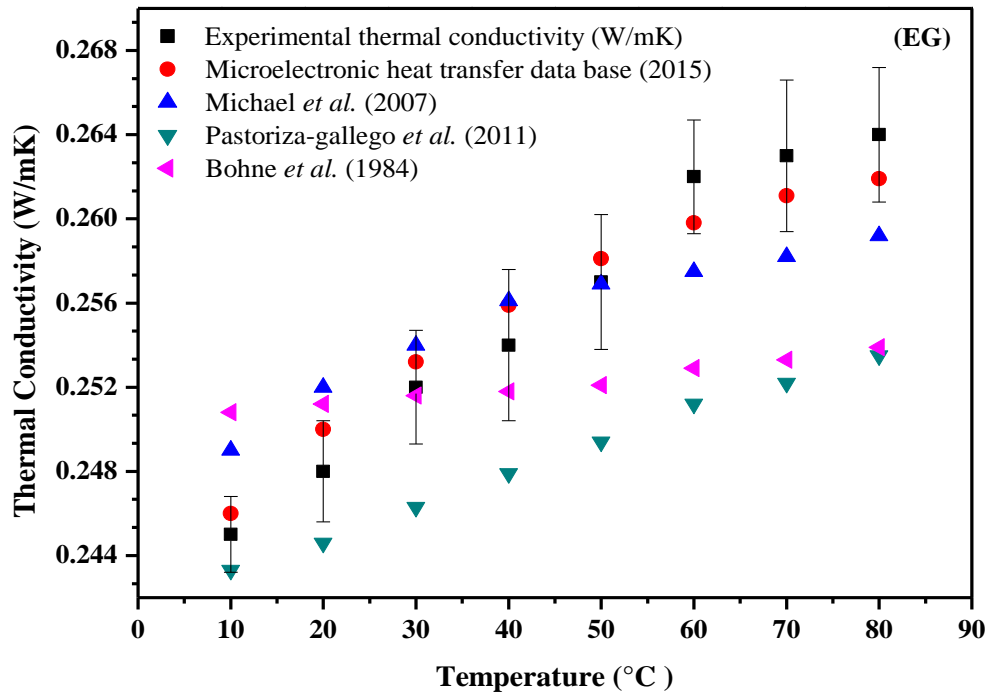 0.268
0.264
0.260
0.256
0.252
0.248
0.244
Thermal Conductivity (W/mK)
Experimental thermal conductivity (W/mK)
Microelectronic heat transfer data base (2015)
Michael et al. (2007)
Pastoriza-gallego et al. (2011)
Bohne et al. (1984)
(EG)
0 10 20 30 40 50 60 70 80 90
Temperature (°C )